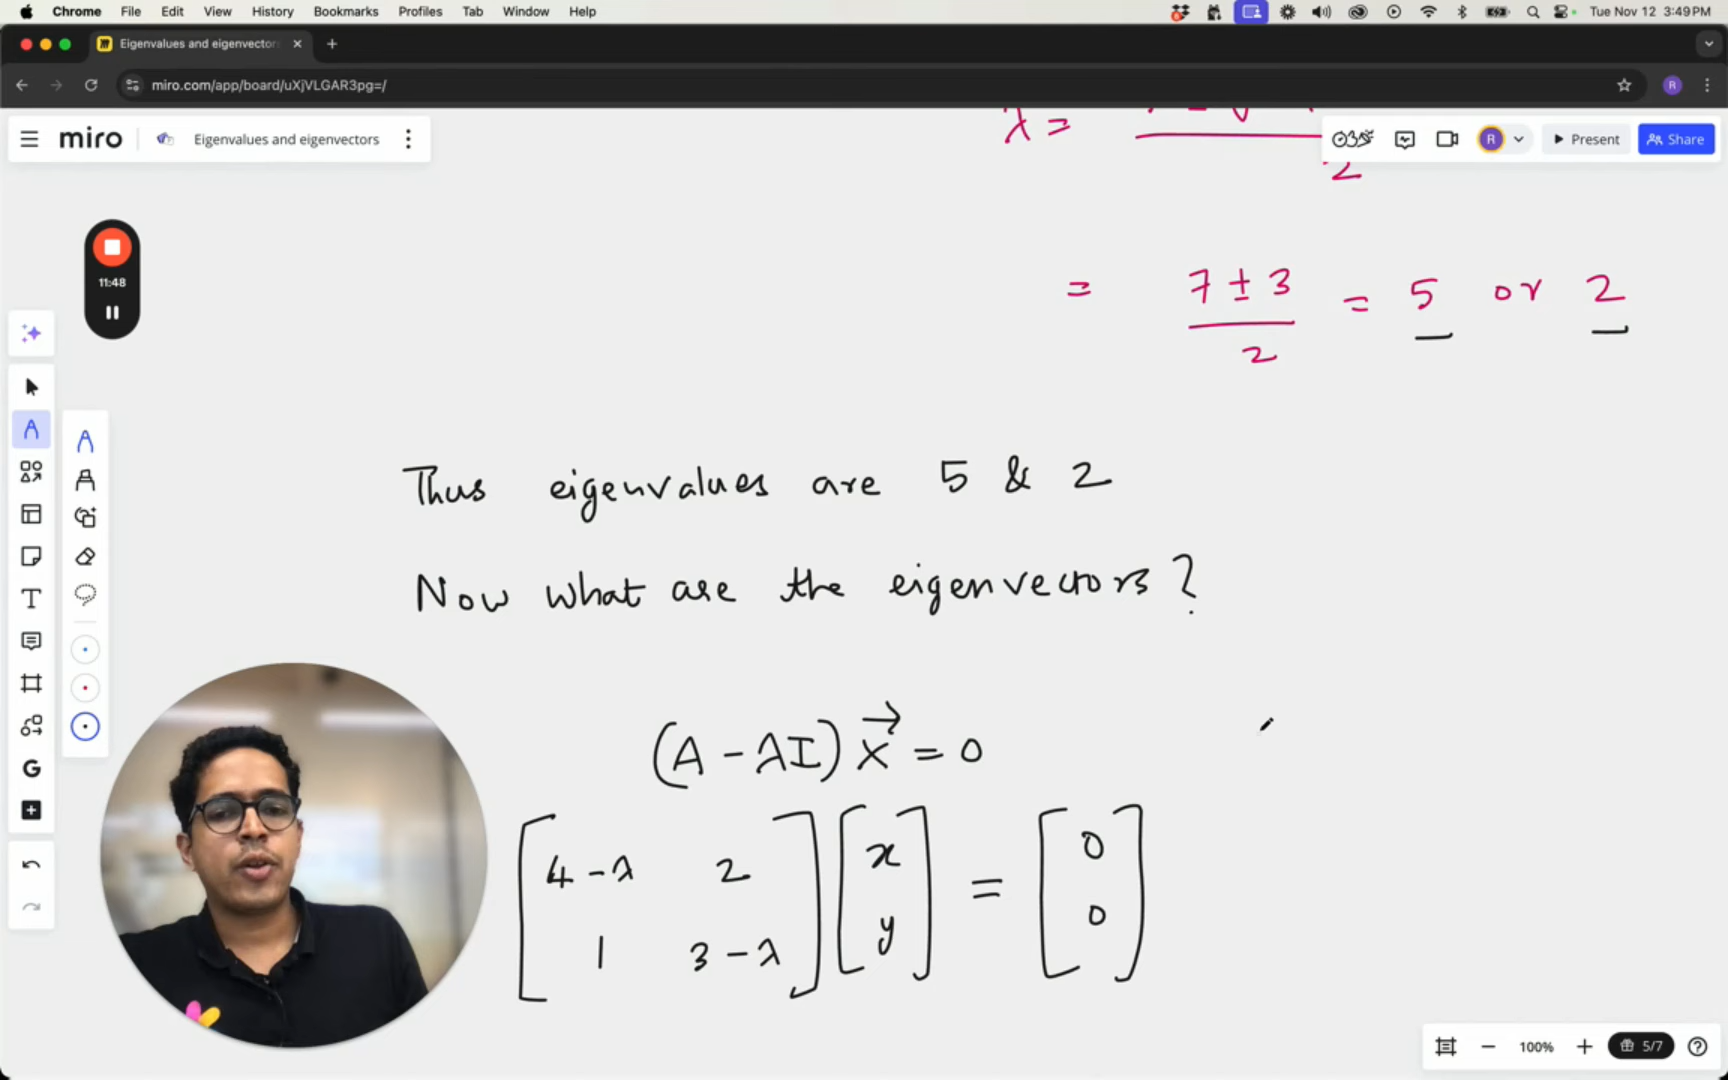 Chrome File Edit View History Bookmarks Profiles Tab Window Help Tue Nov 12 3:49 PM
Eigenvalues and eigenvector
miro.com/app/board/uXjVLGAR3pg=/
miro Eigenvalues and eigenvectors R Present Share
λ =
2
11:48
= 7 ± 3 / 2 = 5 or 2
Thus eigenvalues are 5 & 2
Now what are the eigenvectors?
(A - λI) x⃗ = 0
[4-λ 2] [x] = [0]
[1 3-λ] [y] [0]
100% 5/7